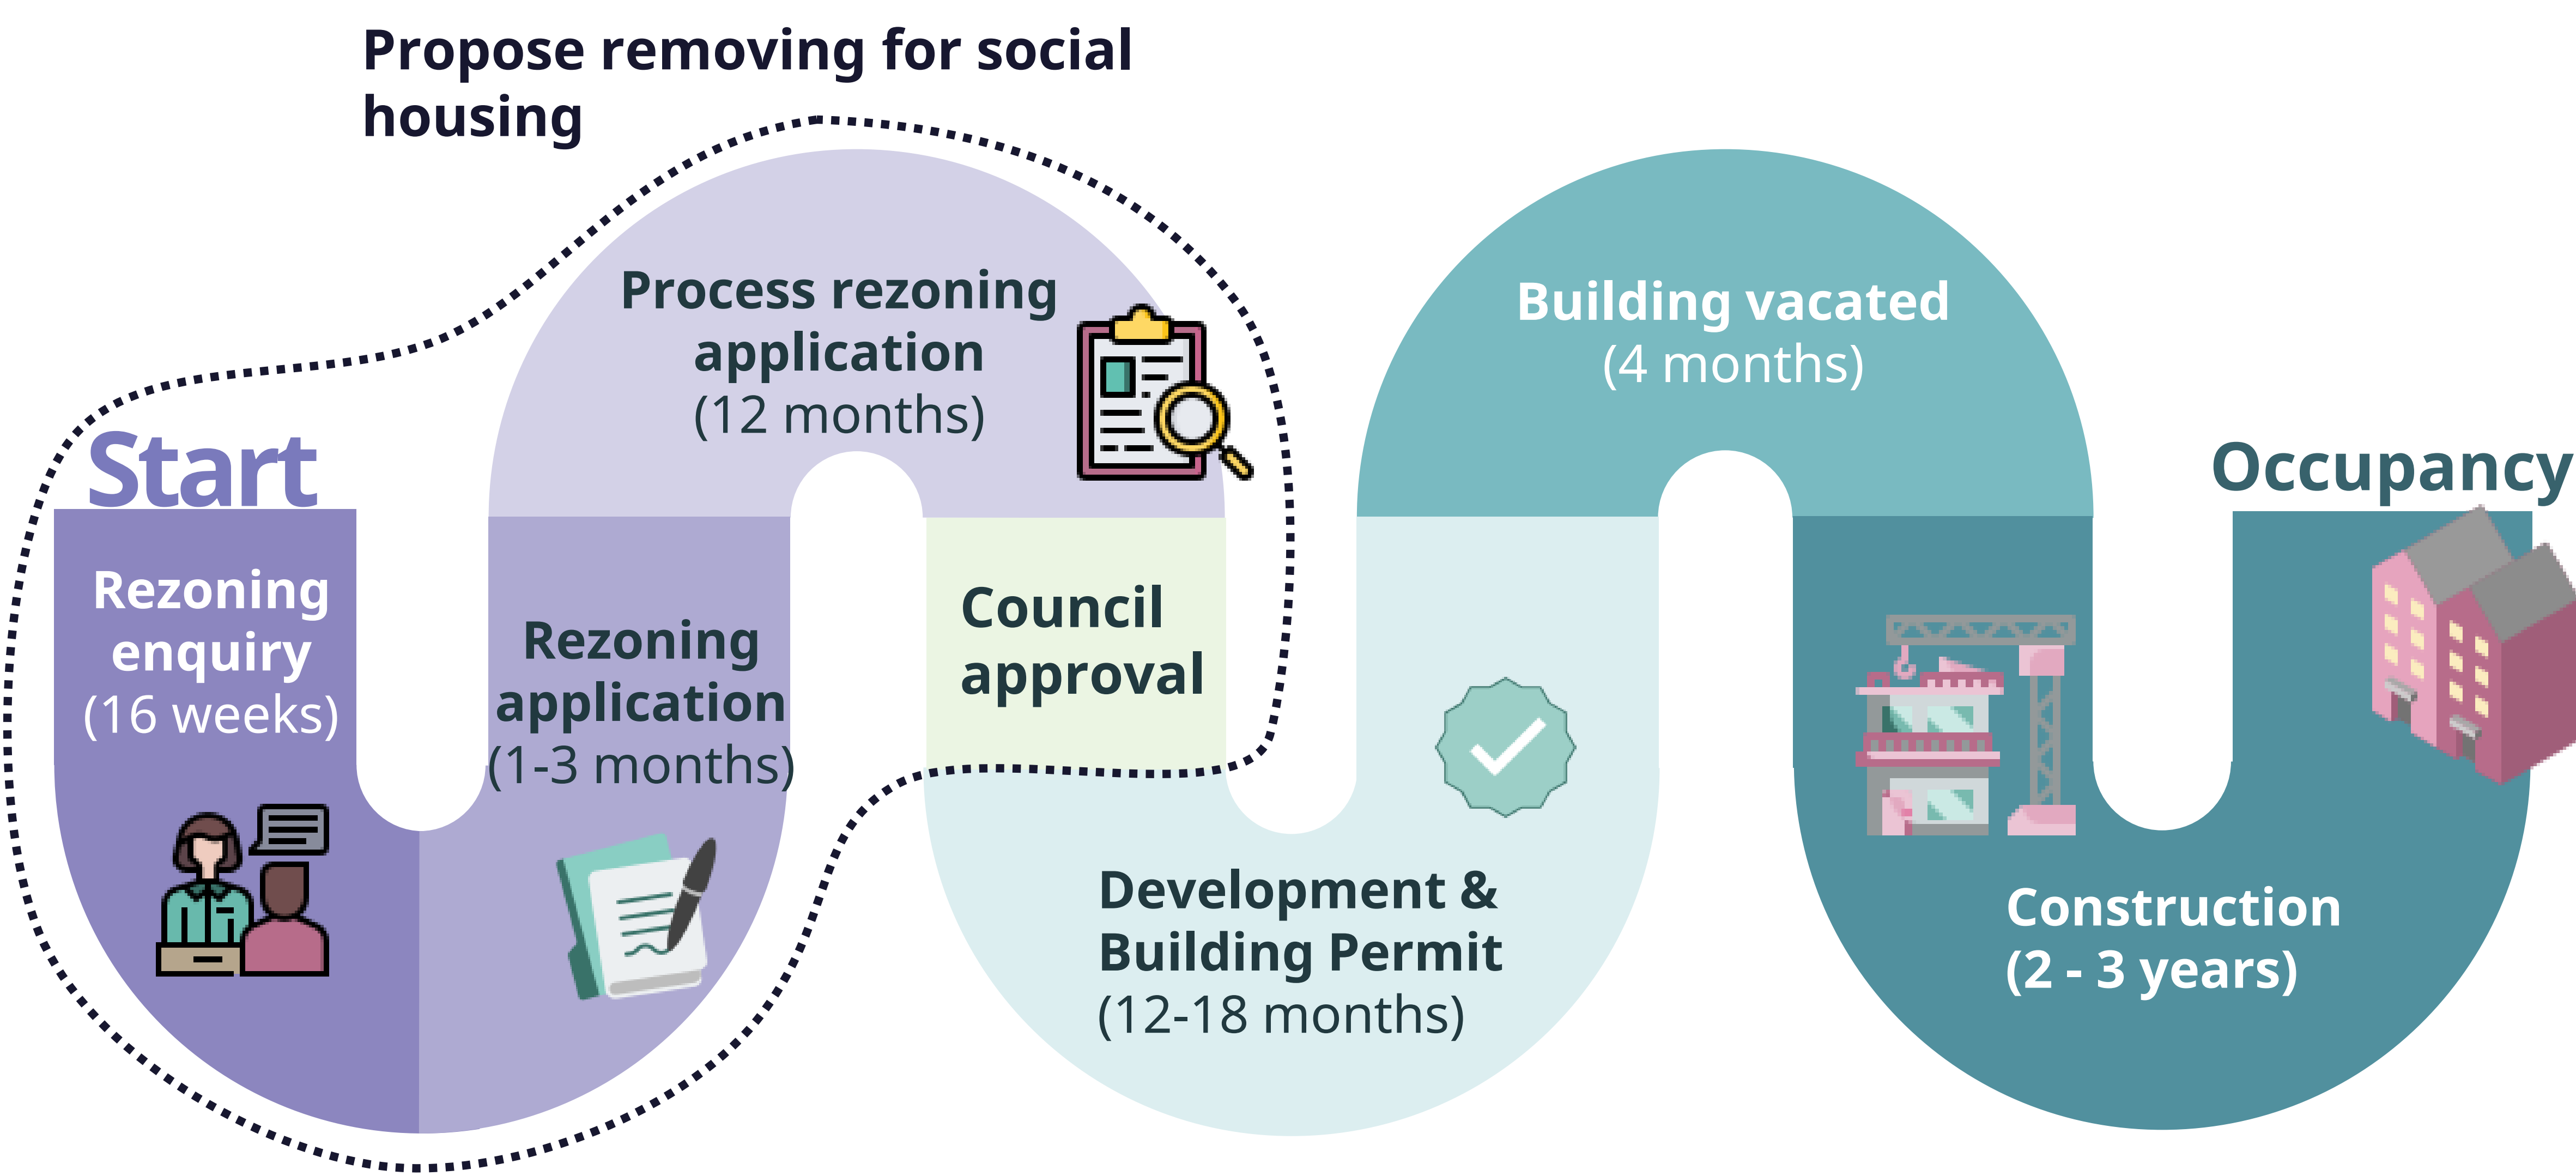 Propose removing for social
housing
Start
Rezoning
enquiry
(16 weeks)
Rezoning
application
(1-3 months)
Process rezoning
application
(12 months)
Council
approval
Development &
Building Permit
(12-18 months)
Building vacated
(4 months)
Construction
(2 - 3 years)
Occupancy